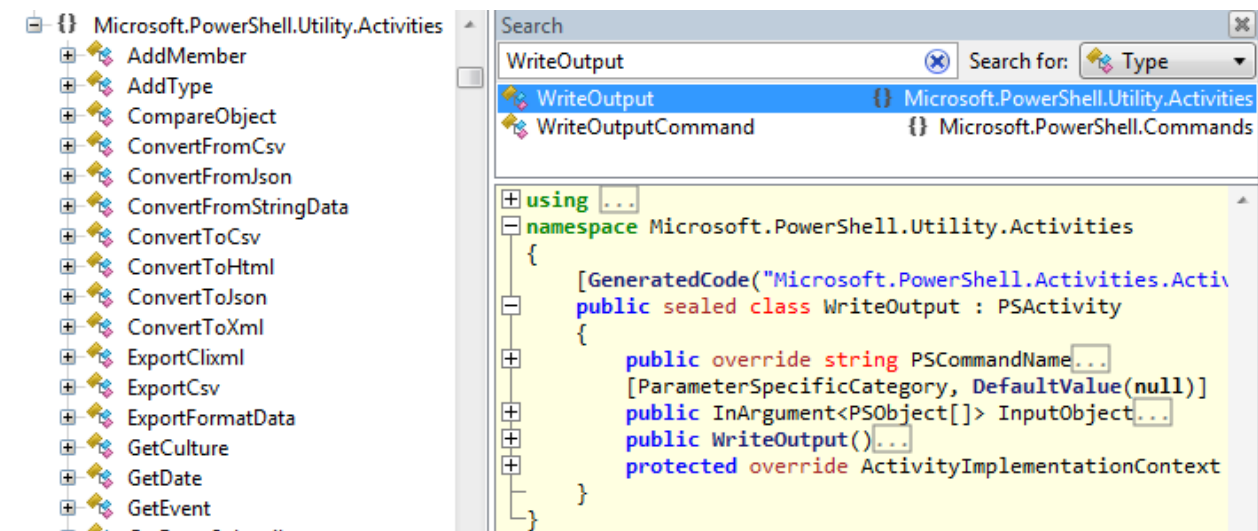 Microsoft.PowerShell.Utility.Activities
AddMember
AddType
CompareObject
ConvertFromCsv
ConvertFromJson
ConvertFromStringData
ConvertToCsv
ConvertToHtml
ConvertToJson
ConvertToXml
ExportClixml
ExportCsv
ExportFormatData
GetCulture
GetDate
GetEvent
Search
WriteOutput Search for: Type
WriteOutput {} Microsoft.PowerShell.Utility.Activities
WriteOutputCommand {} Microsoft.PowerShell.Commands
using ...
namespace Microsoft.PowerShell.Utility.Activities
{
[GeneratedCode("Microsoft.PowerShell.Activities.Activ
public sealed class WriteOutput : PSActivity
{
public override string PSCommandName...
[ParameterSpecificCategory, DefaultValue(null)]
public InArgument<PSObject[]> InputObject...
public WriteOutput()...
protected override ActivityImplementationContext
}
}